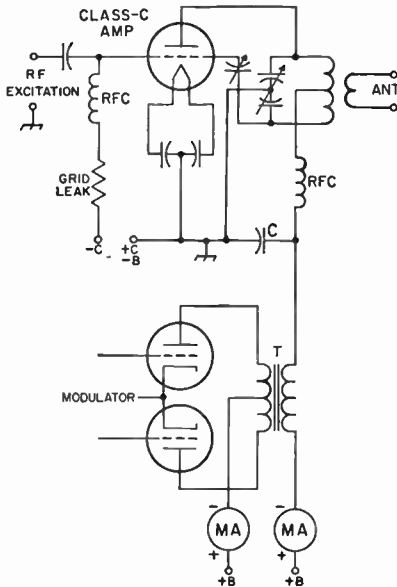 CLASS-C
AMP
RF
EXCITATION
RFC
GRID
LEAK
-C
+C
-B
ANT
RFC
C
T
MODULATOR
-
MA
+
+B
-
MA
+
+B